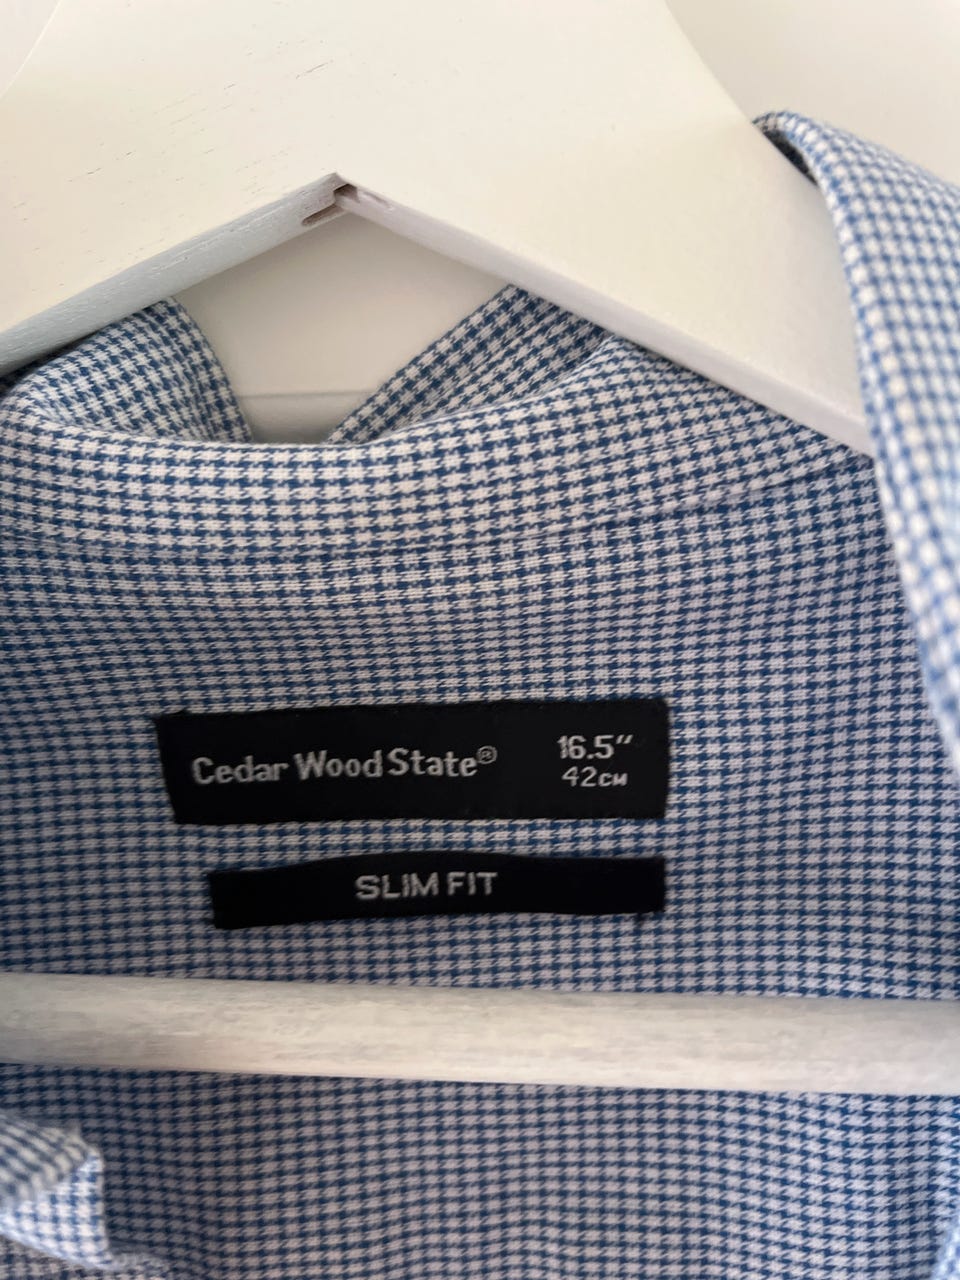 Cedar Wood State®
16.5"
42CM
SLIM FIT